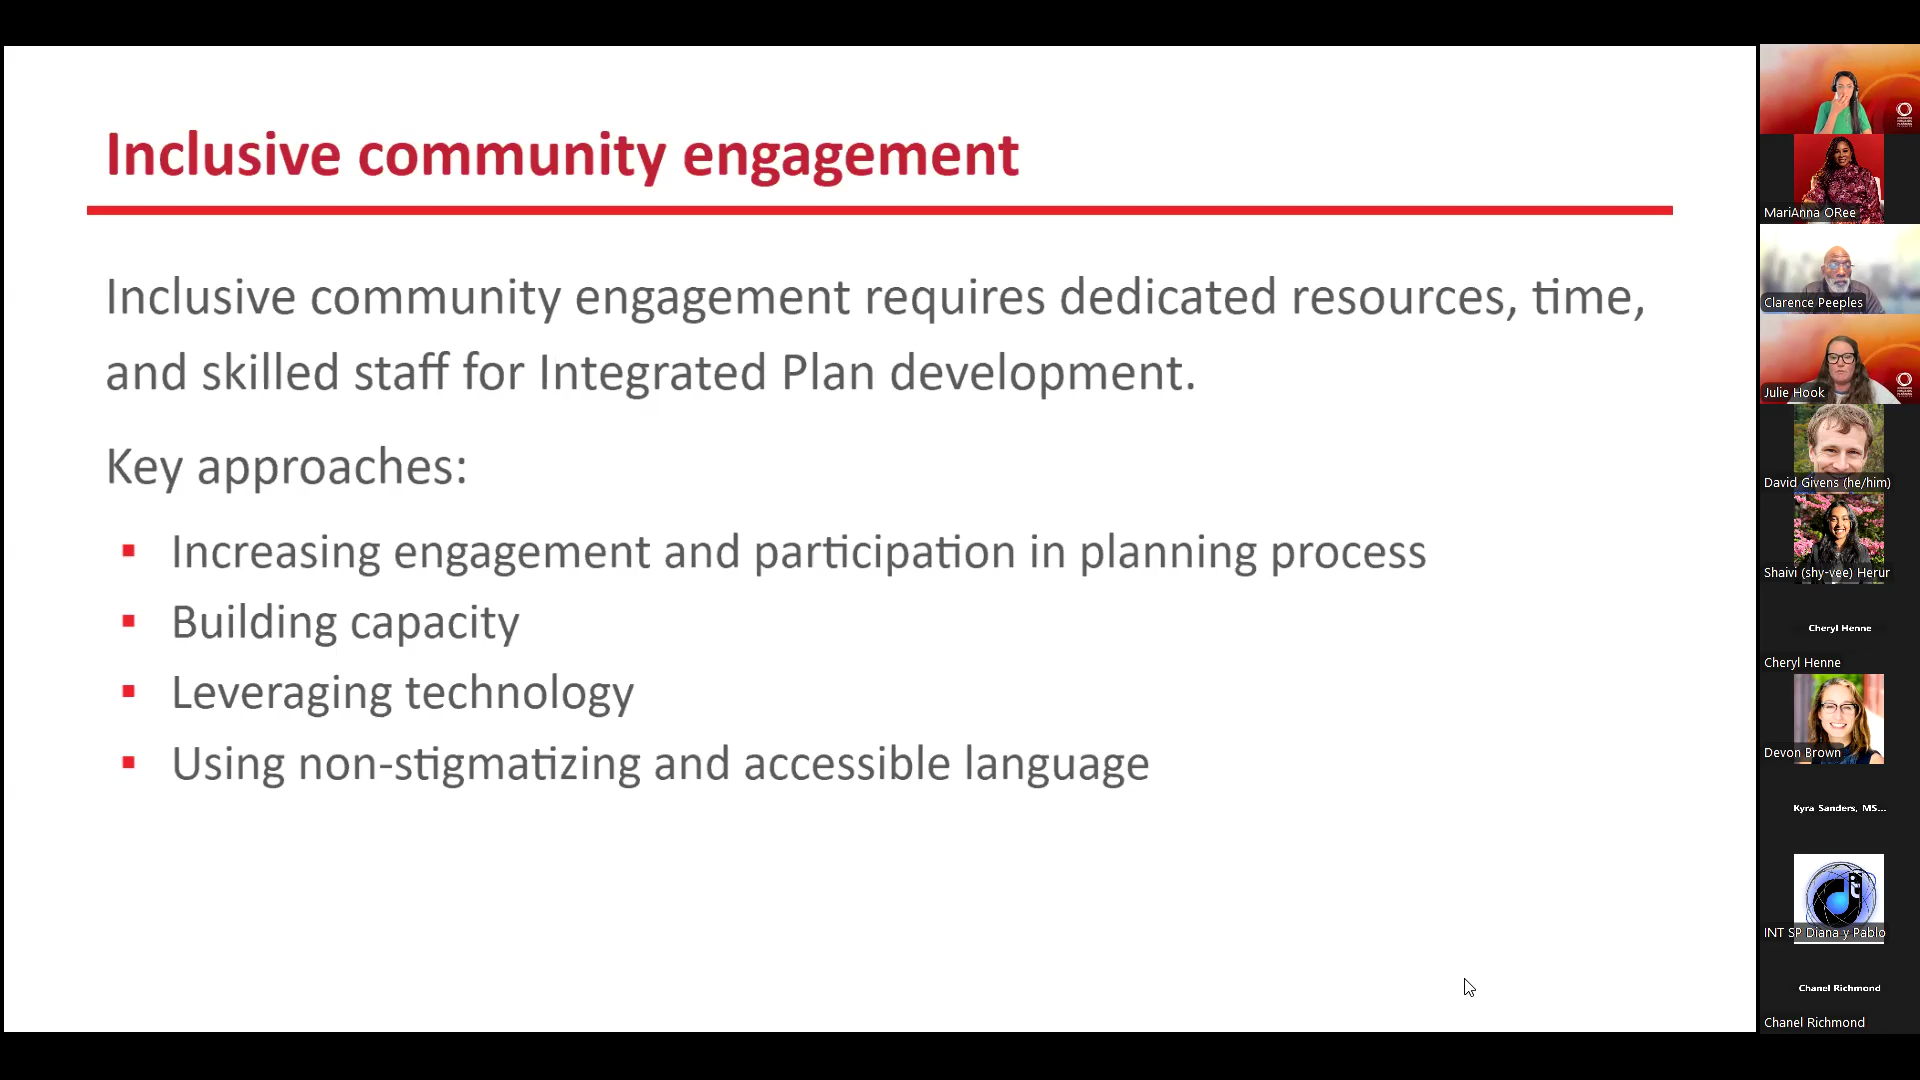 Inclusive community engagement
Inclusive community engagement requires dedicated resources, time,
and skilled staff for Integrated Plan development.
Key approaches:
▪ Increasing engagement and participation in planning process
▪ Building capacity
▪ Leveraging technology
▪ Using non-stigmatizing and accessible language
MariAnna ORee
Clarence Peeples
Julie Hook
David Givens (he/him)
Shaivi (shy-vee) Herur
Cheryl Henne
Cheryl Henne
Devon Brown
Kyra Sanders, MS...
INT SP Diana y Pablo
Chanel Richmond
Chanel Richmond